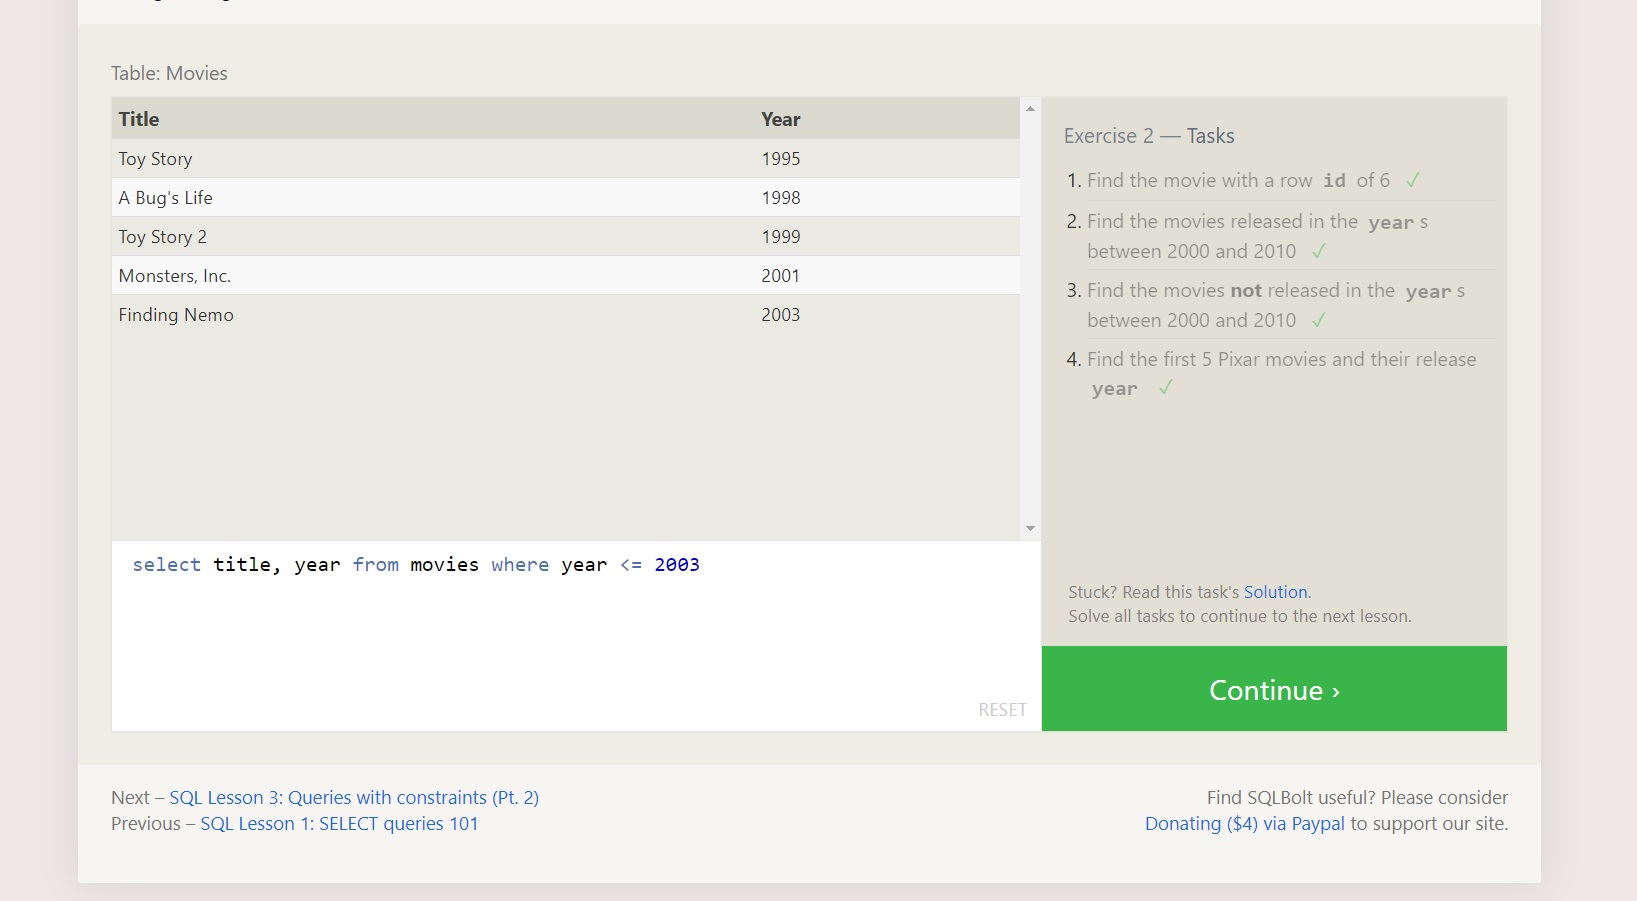 Table: Movies
Title Year
Toy Story 1995
A Bug's Life 1998
Toy Story 2 1999
Monsters, Inc. 2001
Finding Nemo 2003
select title, year from movies where year <= 2003
RESET
Exercise 2 — Tasks
1. Find the movie with a row id of 6 ✓
2. Find the movies released in the year s
between 2000 and 2010 ✓
3. Find the movies not released in the year s
between 2000 and 2010 ✓
4. Find the first 5 Pixar movies and their release
year ✓
Stuck? Read this task's Solution.
Solve all tasks to continue to the next lesson.
Continue ›
Next – SQL Lesson 3: Queries with constraints (Pt. 2)
Previous – SQL Lesson 1: SELECT queries 101
Find SQLBolt useful? Please consider
Donating ($4) via Paypal to support our site.